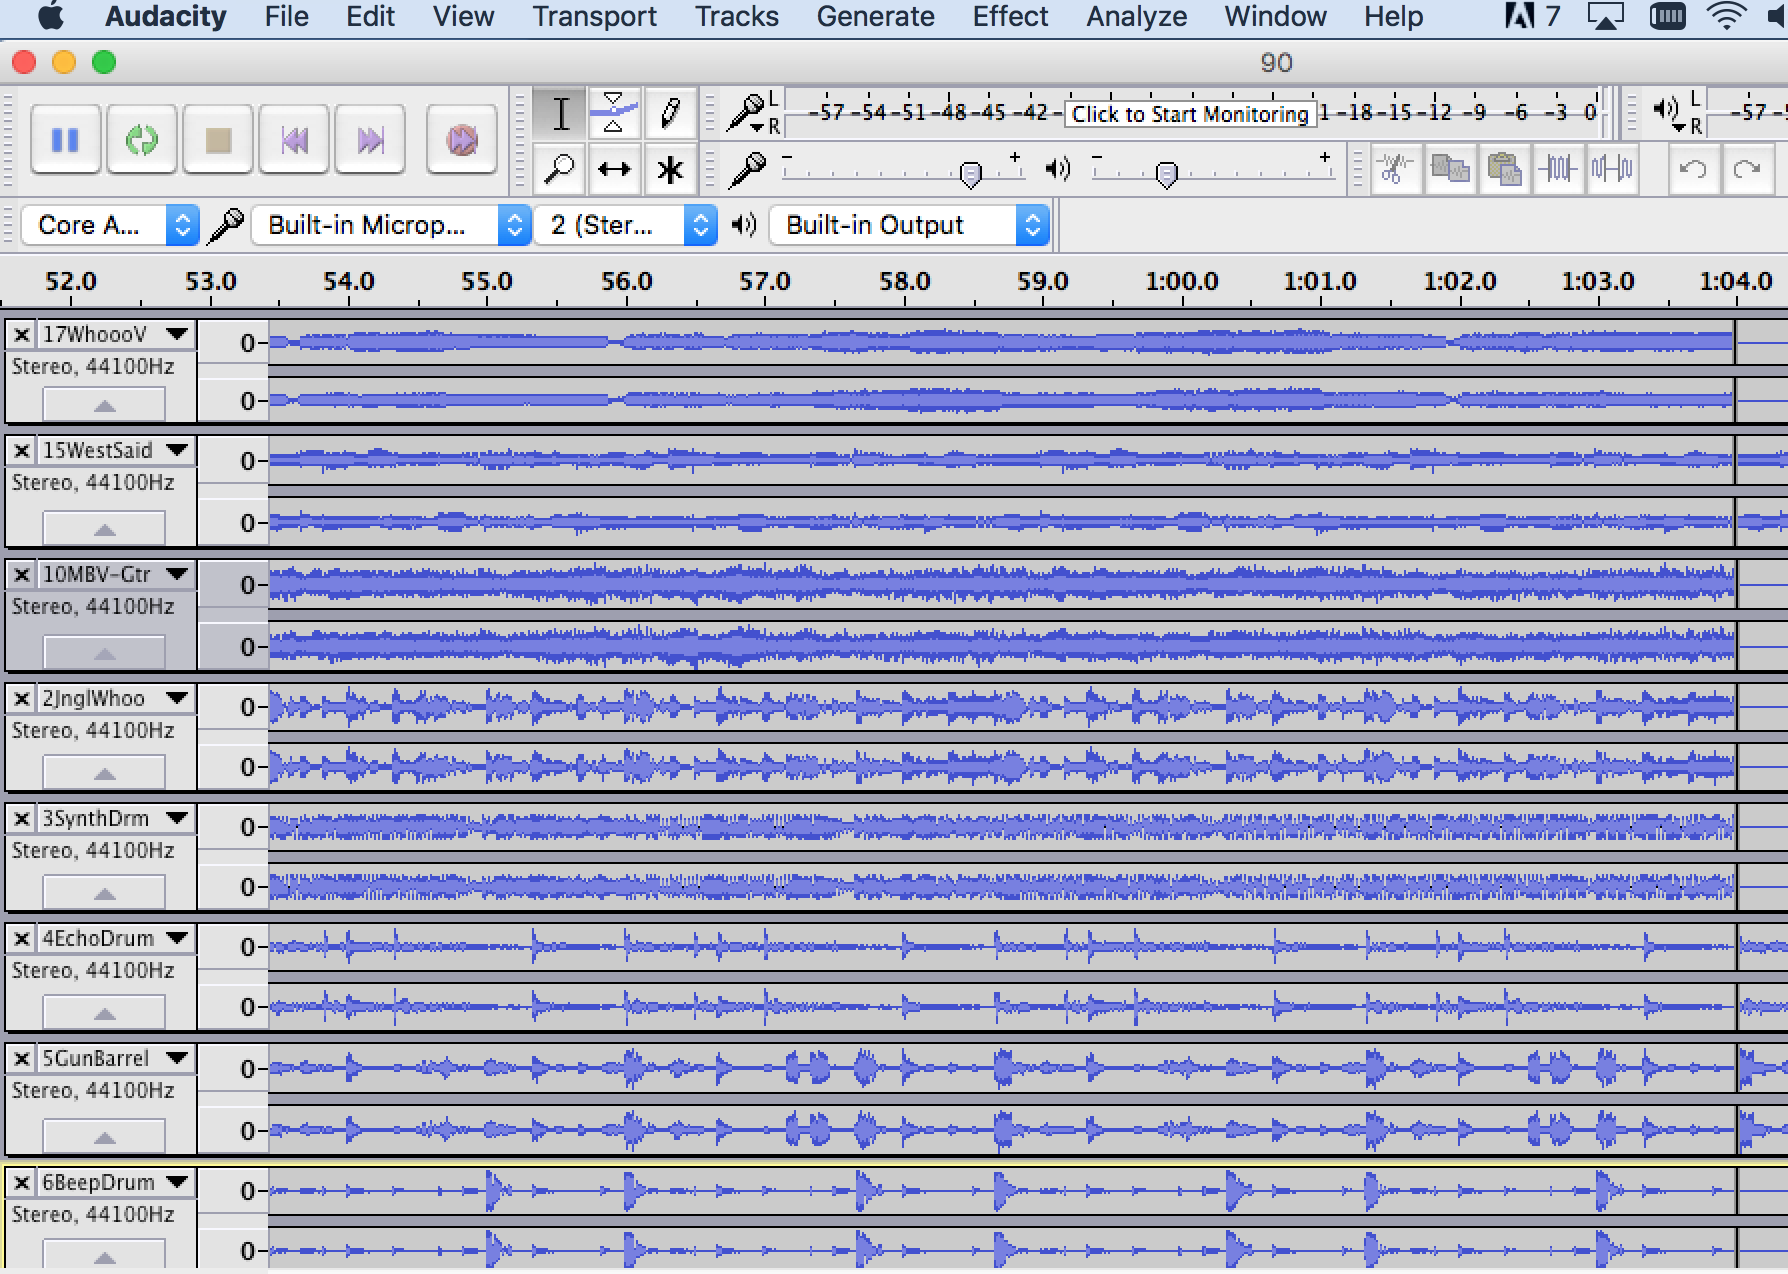 Audacity File Edit View Transport Tracks Generate Effect Analyze Window Help 7
90
L
R
-57 -54 -51 -48 -45 -42 - Click to Start Monitoring 1 -18 -15 -12 -9 -6 -3 0
L
R
-57
- +
- +
Core A... Built-in Microp... 2 (Ster... Built-in Output
52.0 53.0 54.0 55.0 56.0 57.0 58.0 59.0 1:00.0 1:01.0 1:02.0 1:03.0 1:04.0
17WhoooV
Stereo, 44100Hz
0-
0-
15WestSaid
Stereo, 44100Hz
0-
0-
10MBV-Gtr
Stereo, 44100Hz
0-
0-
2JnglWhoo
Stereo, 44100Hz
0-
0-
3SynthDrm
Stereo, 44100Hz
0-
0-
4EchoDrum
Stereo, 44100Hz
0-
0-
5GunBarrel
Stereo, 44100Hz
0-
0-
6BeepDrum
Stereo, 44100Hz
0-
0-